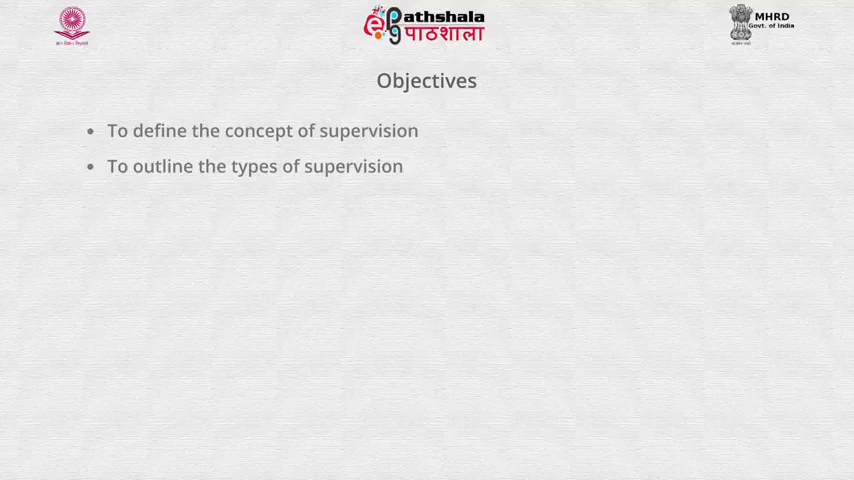 Pathshala
पाठशाला
MHRD
Govt. of India
Objectives
• To define the concept of supervision
• To outline the types of supervision